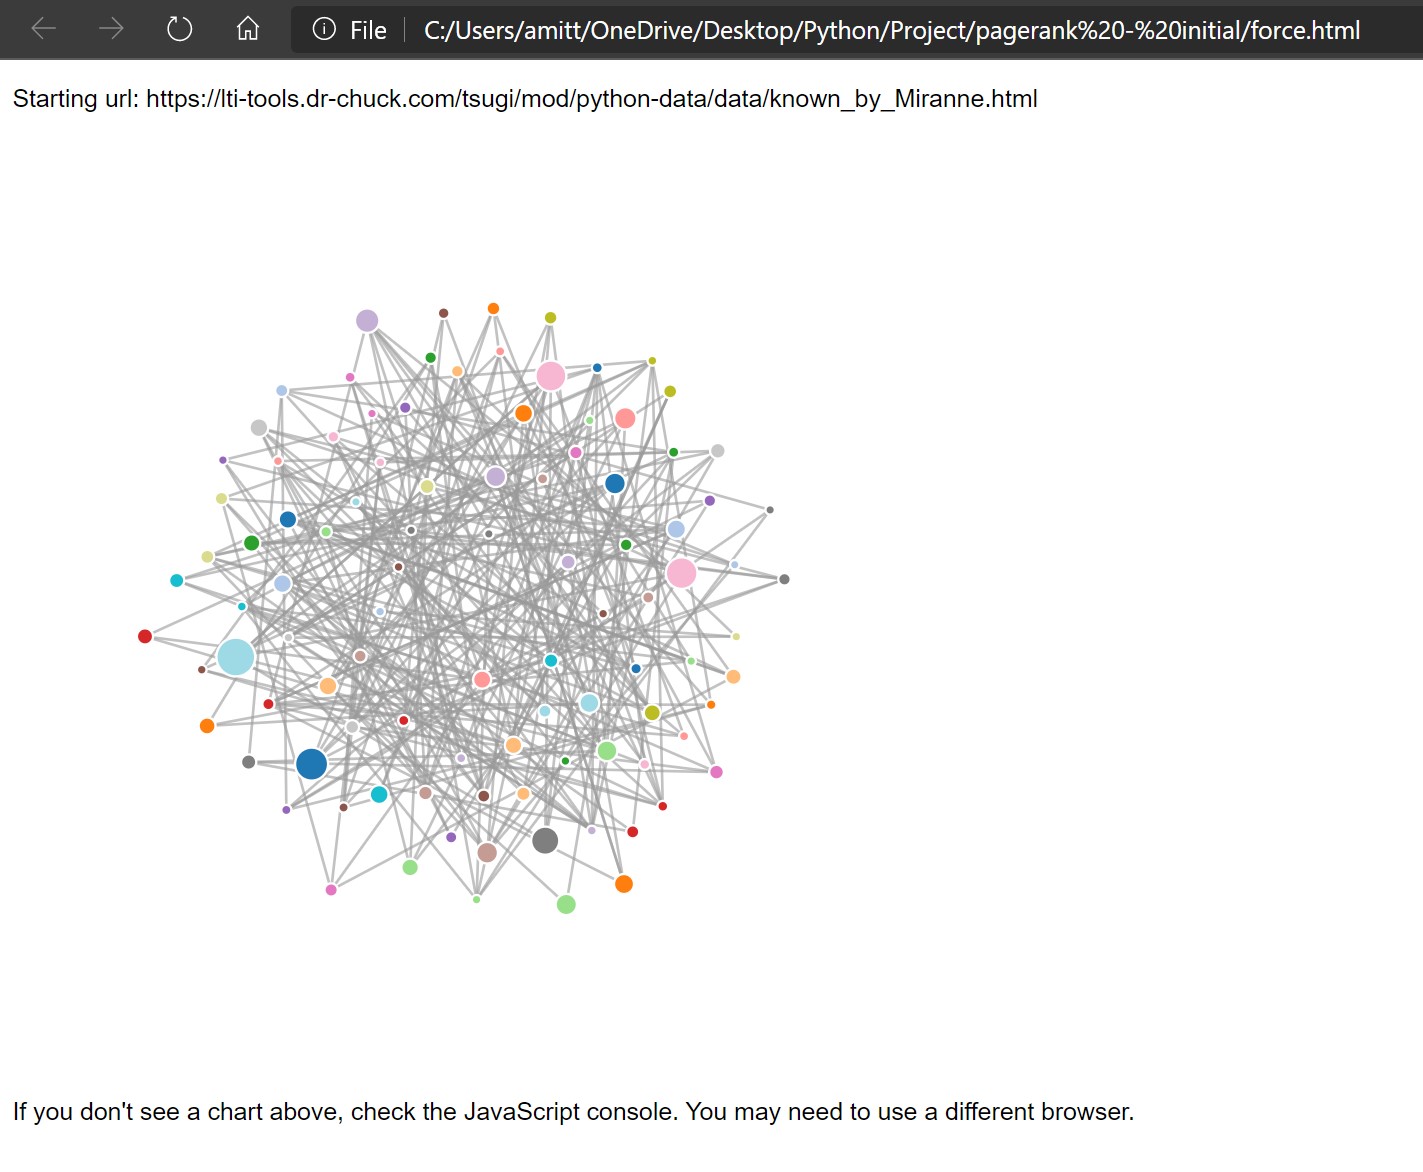 File C:/Users/amitt/OneDrive/Desktop/Python/Project/pagerank%20-%20initial/force.html
Starting url: https://lti-tools.dr-chuck.com/tsugi/mod/python-data/data/known_by_Miranne.html
If you don't see a chart above, check the JavaScript console. You may need to use a different browser.